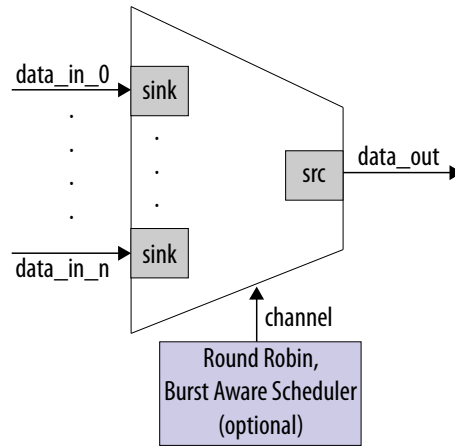 data_in_0
sink
src
data_out
sink
data_in_n
channel
Round Robin,
Burst Aware Scheduler
(optional)